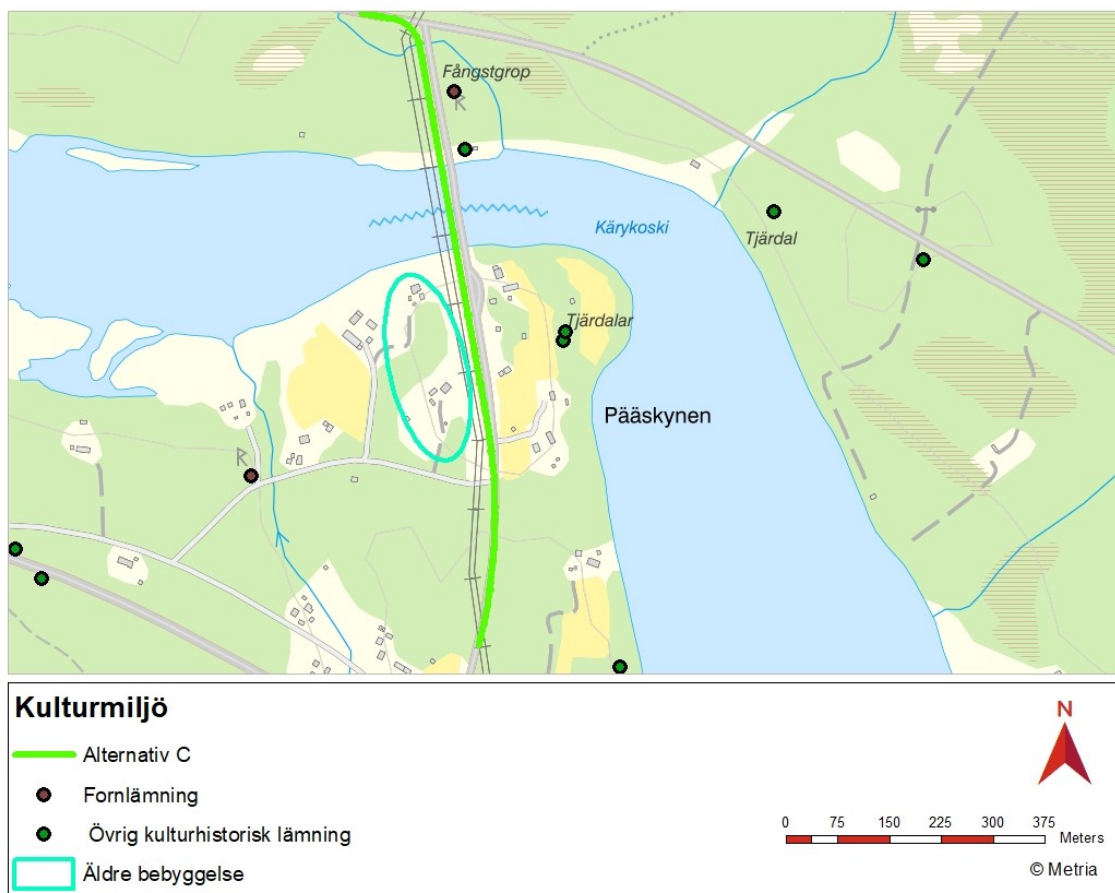 Fångstgrop
R
Kärykoski
Tjärdal
Tjärdalar
Pääskynen
R
Kulturmiljö
Alternativ C
Fornlämning
Övrig kulturhistorisk lämning
Äldre bebyggelse
N
0 75 150 225 300 375
Meters
© Metria